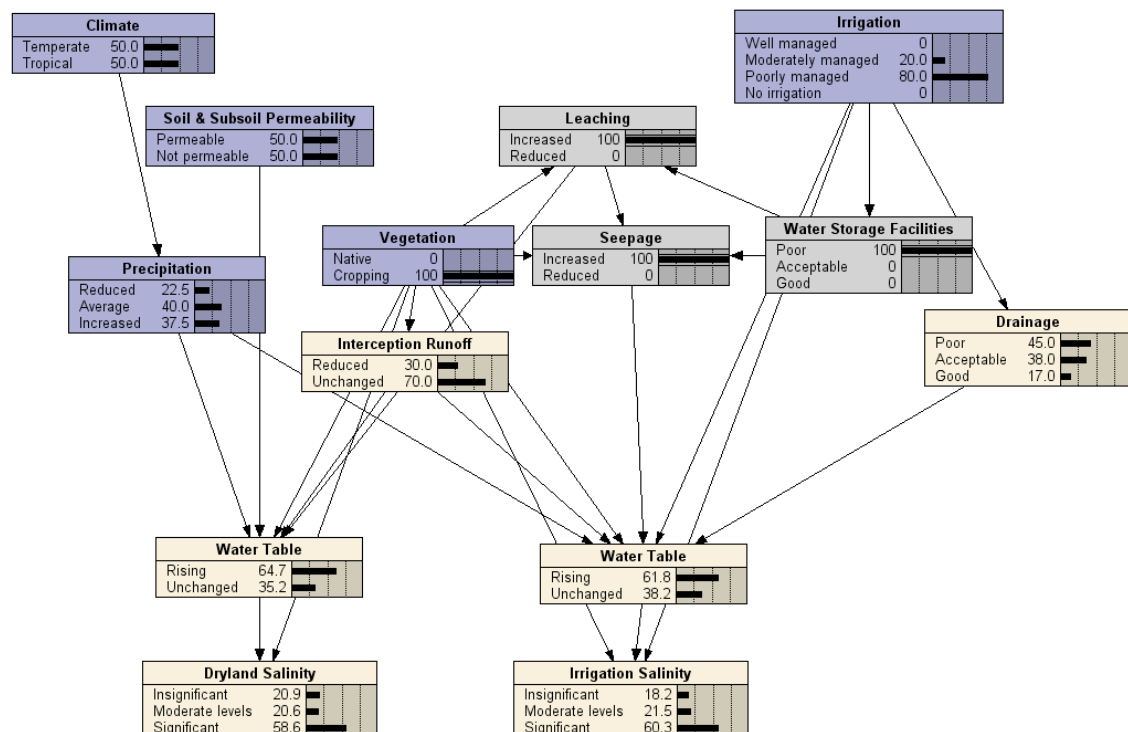 Climate
Temperate 50.0
Tropical 50.0
Irrigation
Well managed 0
Moderately managed 20.0
Poorly managed 80.0
No irrigation 0
Soil & Subsoil Permeability
Permeable 50.0
Not permeable 50.0
Leaching
Increased 100
Reduced 0
Vegetation
Native 0
Cropping 100
Seepage
Increased 100
Reduced 0
Water Storage Facilities
Poor 100
Acceptable 0
Good 0
Precipitation
Reduced 22.5
Average 40.0
Increased 37.5
Interception Runoff
Reduced 30.0
Unchanged 70.0
Drainage
Poor 45.0
Acceptable 38.0
Good 17.0
Water Table
Rising 64.7
Unchanged 35.2
Water Table
Rising 61.8
Unchanged 38.2
Dryland Salinity
Insignificant 20.9
Moderate levels 20.6
Significant 58.6
Irrigation Salinity
Insignificant 18.2
Moderate levels 21.5
Significant 60.3